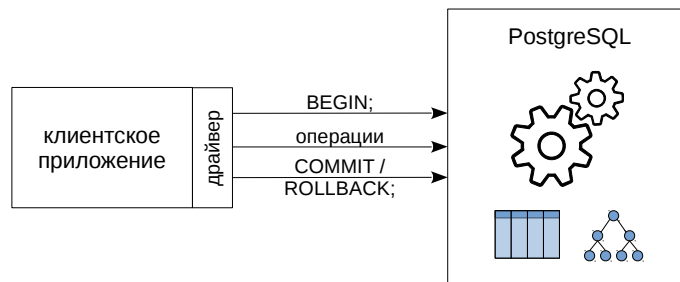 PostgreSQL
клиентское
приложение
драйвер
BEGIN;
операции
COMMIT /
ROLLBACK;